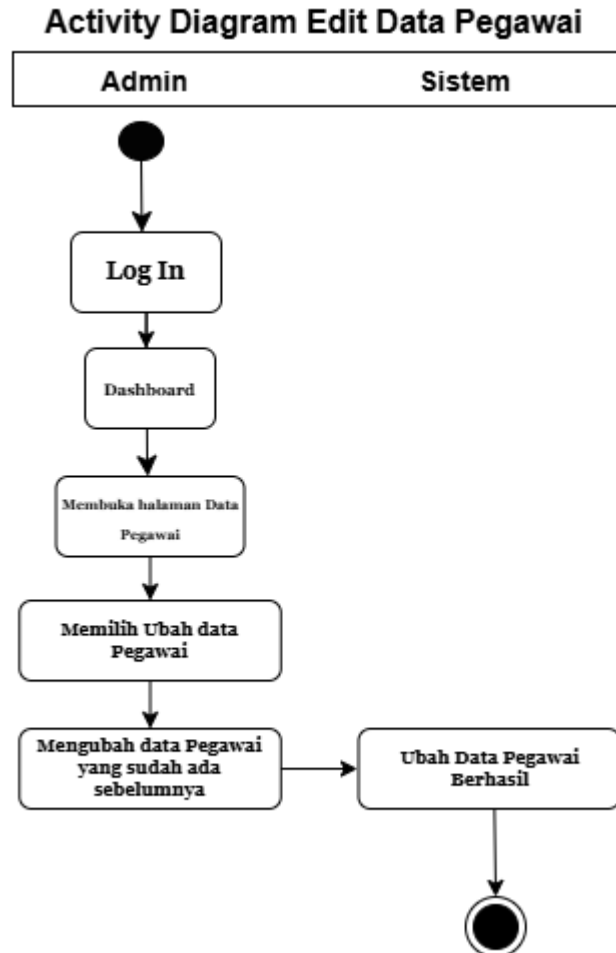 Activity Diagram Edit Data Pegawai
Admin
Sistem
Log In
Dashboard
Membuka halaman Data
Pegawai
Memilih Ubah data
Pegawai
Mengubah data Pegawai
yang sudah ada
sebelumnya
Ubah Data Pegawai
Berhasil